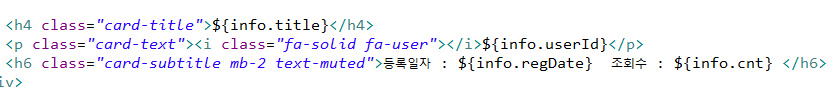 <h4 class="card-title">${info.title}</h4>
<p class="card-text"><i class="fa-solid fa-user"></i>${info.userId}</p>
<h6 class="card-subtitle mb-2 text-muted">등록일자 : ${info.regDate}  조회수 : ${info.cnt} </h6>
iv>